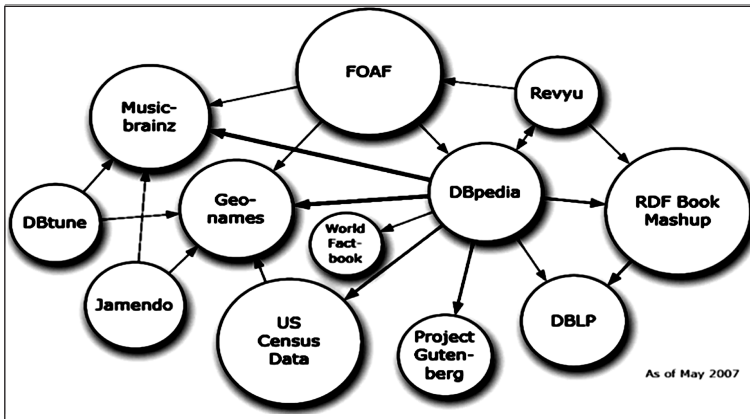 FOAF
Music-
brainz
Revyu
DBpedia
Geo-
names
RDF Book
Mashup
DBtune
World
Fact-
book
Jamendo
US
Census
Data
Project
Guten-
berg
DBLP
As of May 2007